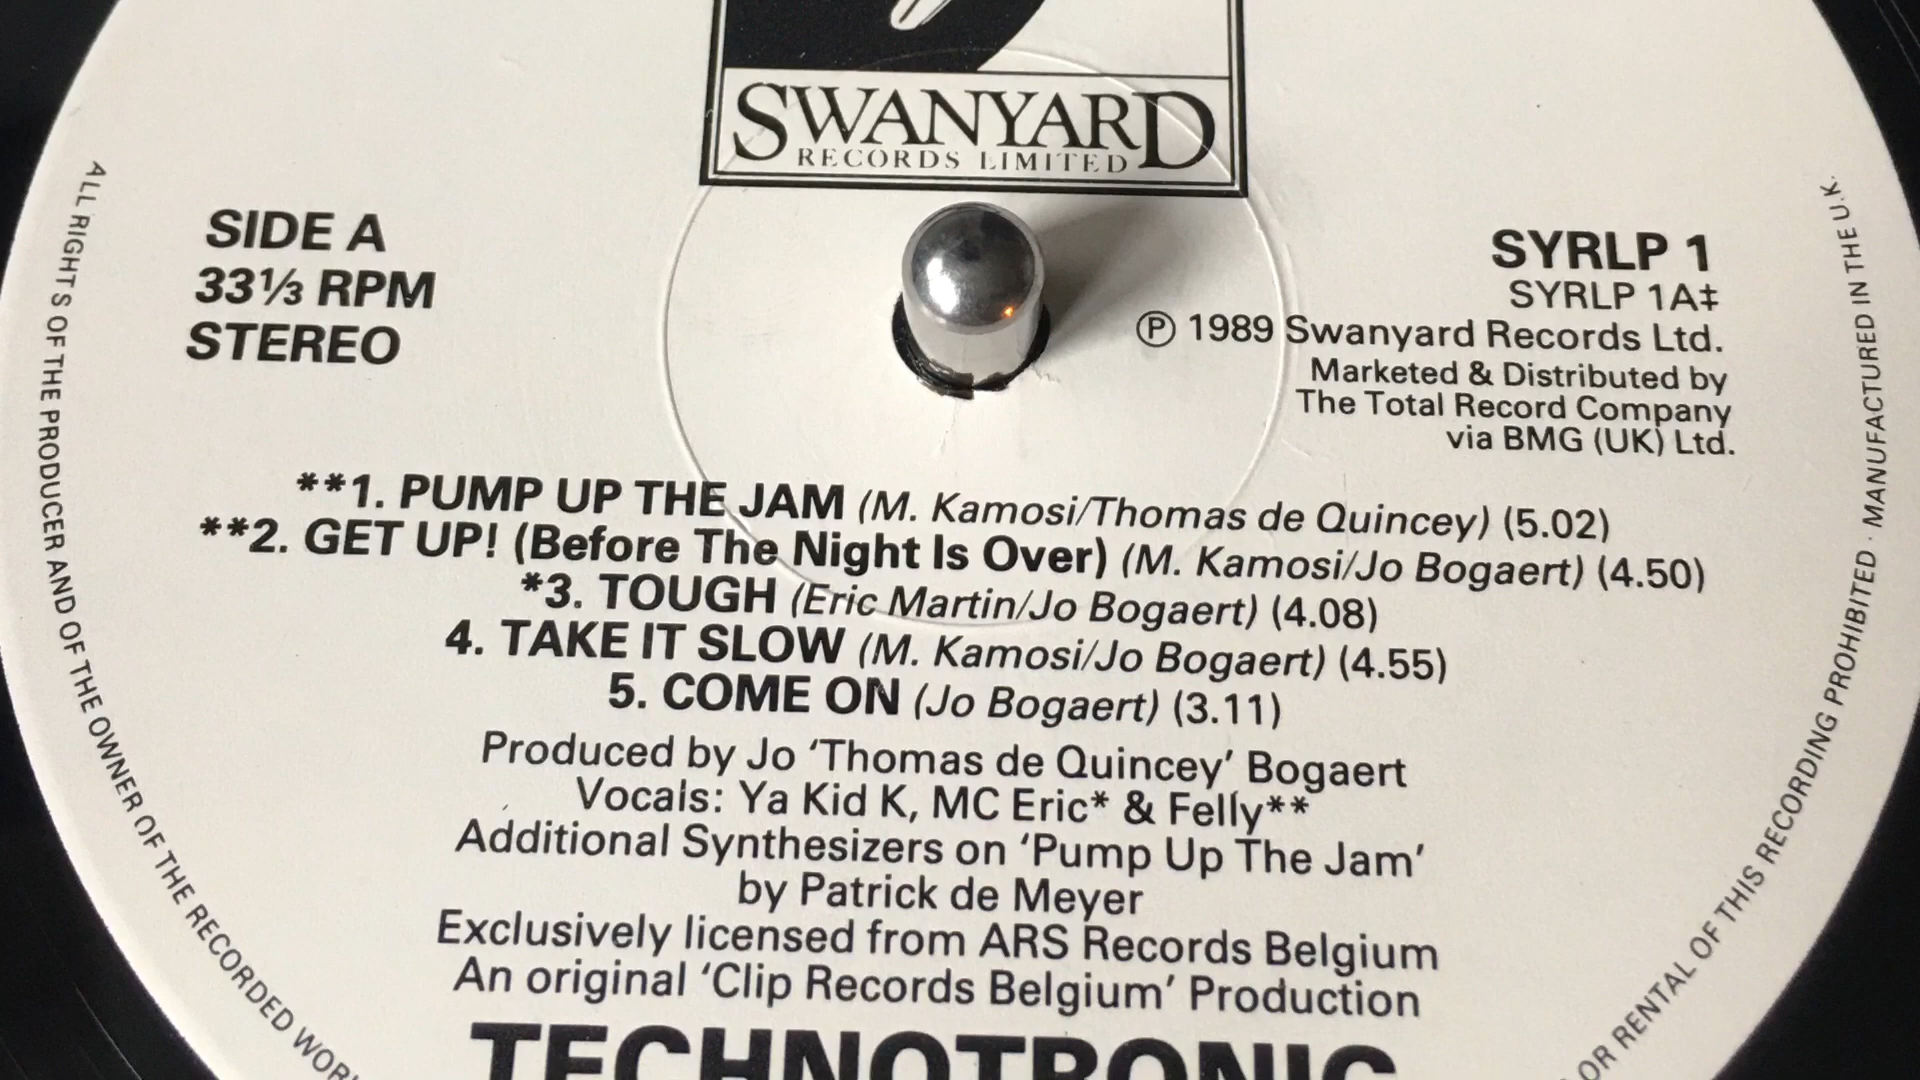 SWANYARD
RECORDS LIMITED
SIDE A
33⅓ RPM
STEREO
SYRLP 1
SYRLP 1A‡
Ⓟ 1989 Swanyard Records Ltd.
Marketed & Distributed by
The Total Record Company
via BMG (UK) Ltd.
**1. PUMP UP THE JAM (M. Kamosi/Thomas de Quincey) (5.02)
**2. GET UP! (Before The Night Is Over) (M. Kamosi/Jo Bogaert) (4.50)
*3. TOUGH (Eric Martin/Jo Bogaert) (4.08)
4. TAKE IT SLOW (M. Kamosi/Jo Bogaert) (4.55)
5. COME ON (Jo Bogaert) (3.11)
Produced by Jo ‘Thomas de Quincey’ Bogaert
Vocals: Ya Kid K, MC Eric* & Felly**
Additional Synthesizers on ‘Pump Up The Jam’
by Patrick de Meyer
Exclusively licensed from ARS Records Belgium
An original ‘Clip Records Belgium’ Production
TECHNOTRONIC
ALL RIGHTS OF THE PRODUCER AND OF THE OWNER OF THE RECORDED
OR RENTAL OF THIS RECORDING PROHIBITED · MANUFACTURED IN THE U.K.